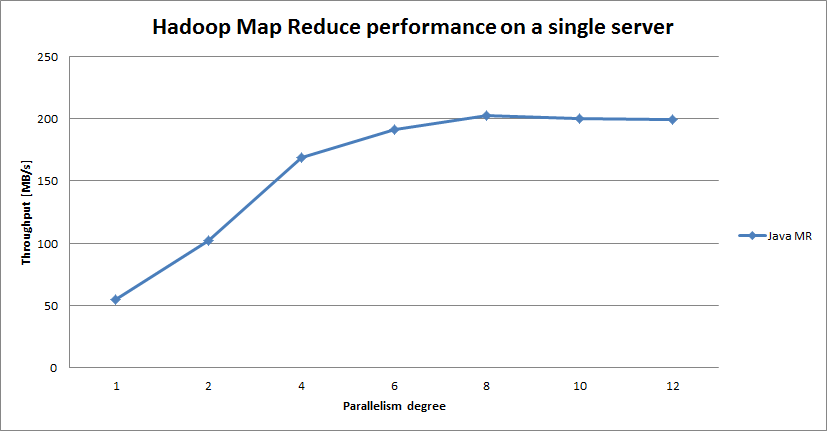 Hadoop Map Reduce performance on a single server
250
200
150
100
50
0
Throughput [MB/s]
1 2 4 6 8 10 12
Parallelism degree
Java MR